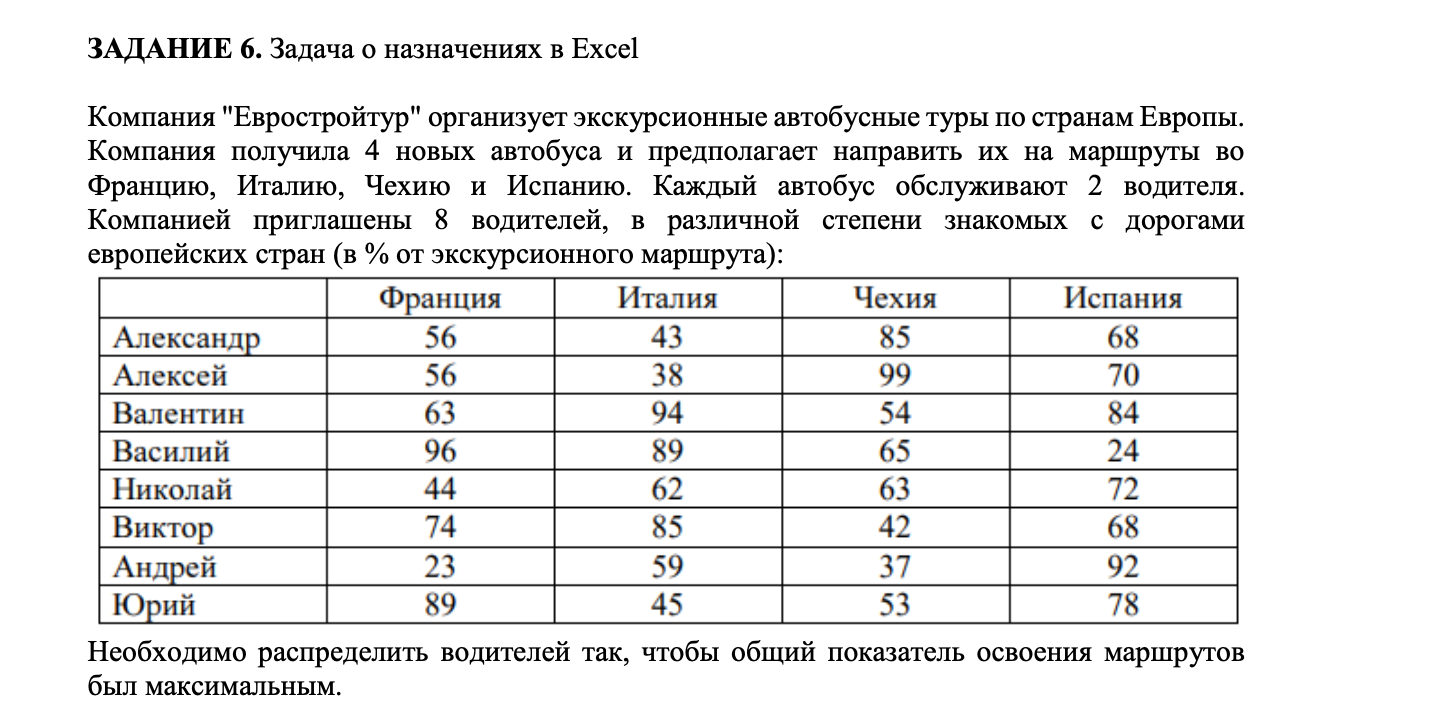 ЗАДАНИЕ 6. Задача о назначениях в Excel
Компания "Евростройтур" организует экскурсионные автобусные туры по странам Европы.
Компания получила 4 новых автобуса и предполагает направить их на маршруты во
Францию, Италию, Чехию и Испанию. Каждый автобус обслуживают 2 водителя.
Компанией приглашены 8 водителей, в различной степени знакомых с дорогами
европейских стран (в % от экскурсионного маршрута):
Франция Италия Чехия Испания
Александр 56 43 85 68
Алексей 56 38 99 70
Валентин 63 94 54 84
Василий 96 89 65 24
Николай 44 62 63 72
Виктор 74 85 42 68
Андрей 23 59 37 92
Юрий 89 45 53 78
Необходимо распределить водителей так, чтобы общий показатель освоения маршрутов
был максимальным.